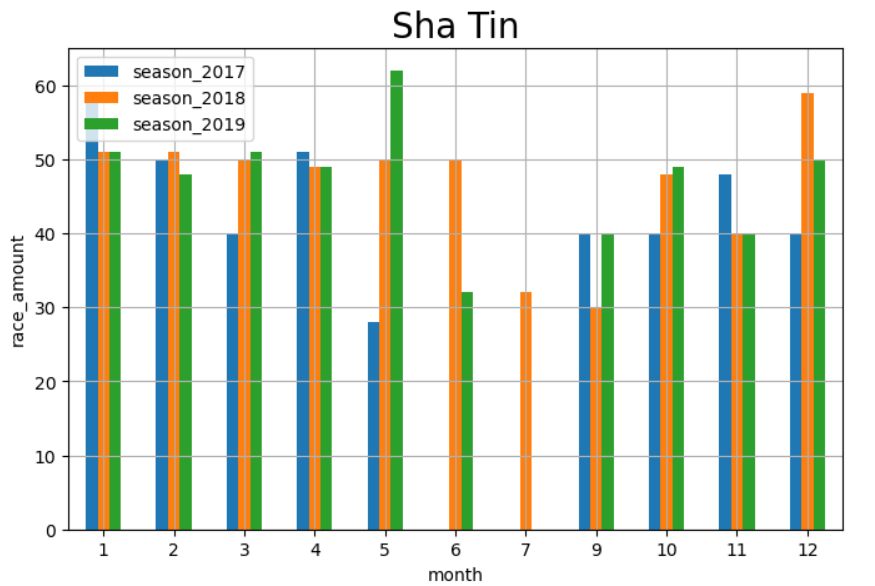 Sha Tin
season_2017
season_2018
season_2019
race_amount
60
50
40
30
20
10
0
1 2 3 4 5 6 7 9 10 11 12
month